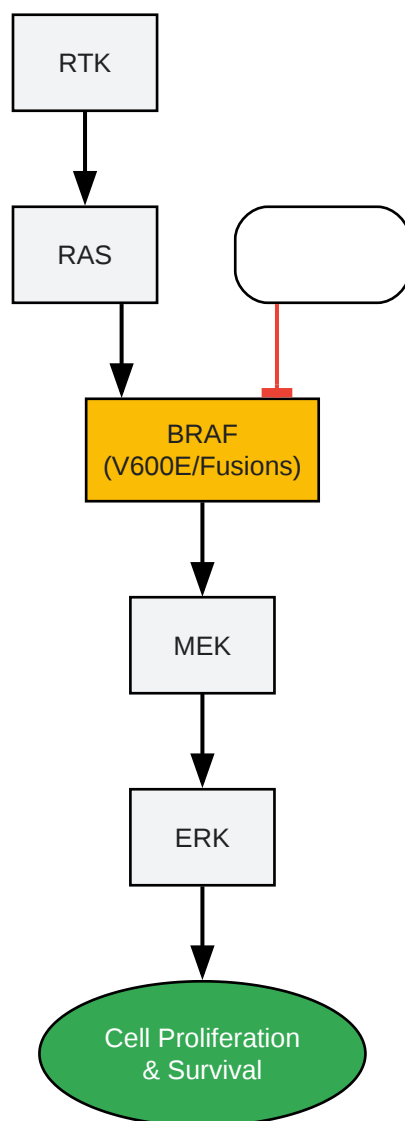 RTK
RAS
BRAF
(V600E/Fusions)
MEK
ERK
Cell Proliferation
& Survival